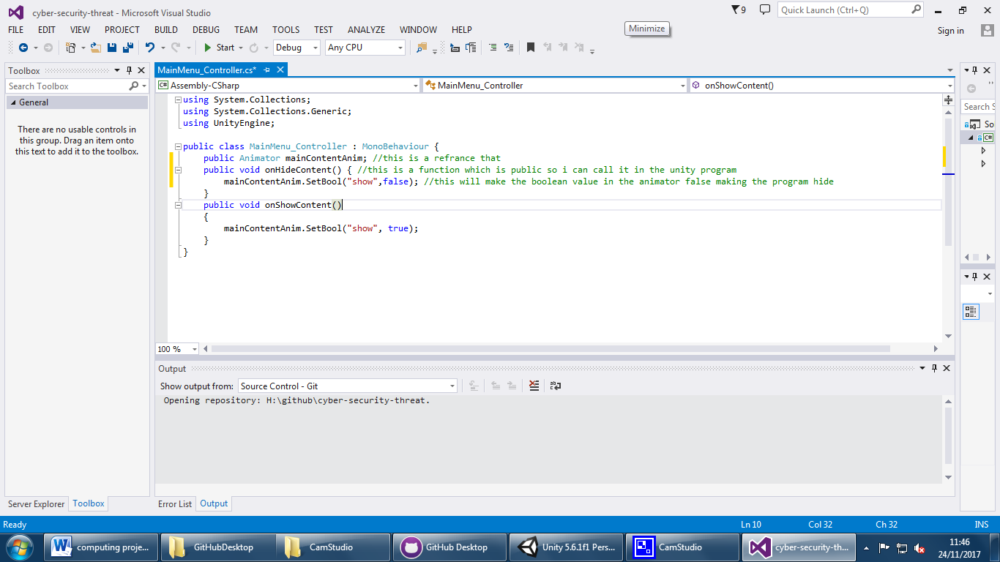 cyber-security-threat - Microsoft Visual Studio
9
Quick Launch (Ctrl+Q)
FILE EDIT VIEW PROJECT BUILD DEBUG TEAM TOOLS TEST ANALYZE WINDOW HELP
Minimize
Sign in
Start Debug Any CPU
Toolbox
Search Toolbox
General
There are no usable controls in
this group. Drag an item onto
this text to add it to the toolbox.
MainMenu_Controller.cs*
C# Assembly-CSharp MainMenu_Controller onShowContent()
using System.Collections;
using System.Collections.Generic;
using UnityEngine;
public class MainMenu_Controller : MonoBehaviour {
public Animator mainContentAnim; //this is a refrance that
public void onHideContent() { //this is a function which is public so i can call it in the unity program
mainContentAnim.SetBool("show",false); //this will make the boolean value in the animator false making the program hide
}
public void onShowContent()
{
mainContentAnim.SetBool("show", true);
}
}
100 %
Search S
So
C#
Output
Show output from: Source Control - Git
Opening repository: H:\github\cyber-security-threat.
Server Explorer Toolbox
Error List Output
Ready Ln 10 Col 32 Ch 32 INS
computing proje... GitHubDesktop CamStudio GitHub Desktop Unity 5.6.1f1 Pers... CamStudio cyber-security-th...
11:46
24/11/2017